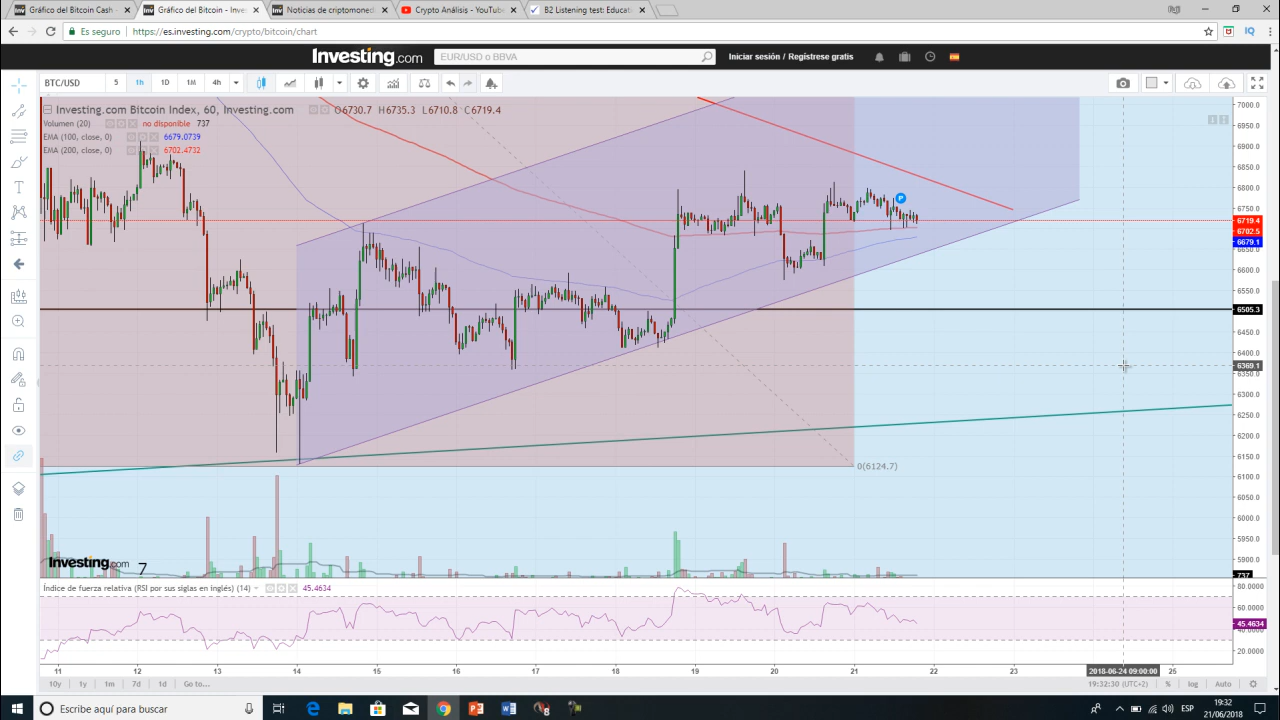 Gráfico del Bitcoin Cash
Gráfico del Bitcoin - Inves
Noticias de criptomoneda
Crypto Análisis - YouTube
B2 Listening test: Educati
Es seguro
https://es.investing.com/crypto/bitcoin/chart
IQ
Investing.com
EUR/USD o BBVA
Iniciar sesión / Regístrese gratis
BTC/USD 5 1h 1D 1M 4h
Investing.com Bitcoin Index, 60, Investing.com O6730.7 H6735.3 L6710.8 C6719.4
Volumen (20) no disponible 737
EMA (100, close, 0) 6679.0739
EMA (200, close, 0) 6702.4732
P
7000.0
6950.0
6900.0
6850.0
6800.0
6750.0
6719.4
6702.5
6679.1
6650.0
6600.0
6550.0
6505.3
6450.0
6400.0
6369.1
6350.0
6300.0
6250.0
6200.0
6150.0
6100.0
6050.0
6000.0
5950.0
5900.0
737
0(6124.7)
Investing.com 7
Índice de fuerza relativa (RSI por sus siglas en inglés) (14) 45.4634
80.0000
60.0000
45.4634
40.0000
20.0000
11 12 13 14 15 16 17 18 19 20 21 22 23 2018-06-24 09:00:00 25
10y 1y 1m 7d 1d Go to... 19:32:30 (UTC+2) % log Auto
Escribe aquí para buscar
ESP
19:32
21/06/2018